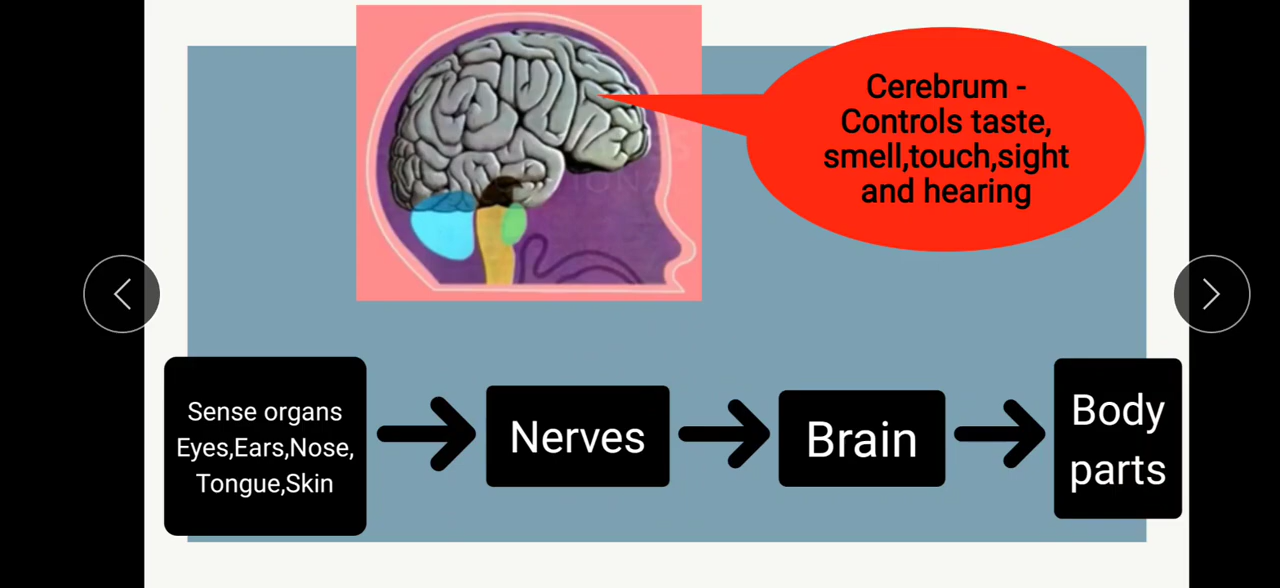 Cerebrum -
Controls taste,
smell,touch,sight
and hearing
Sense organs
Eyes,Ears,Nose,
Tongue,Skin
Nerves
Brain
Body
parts